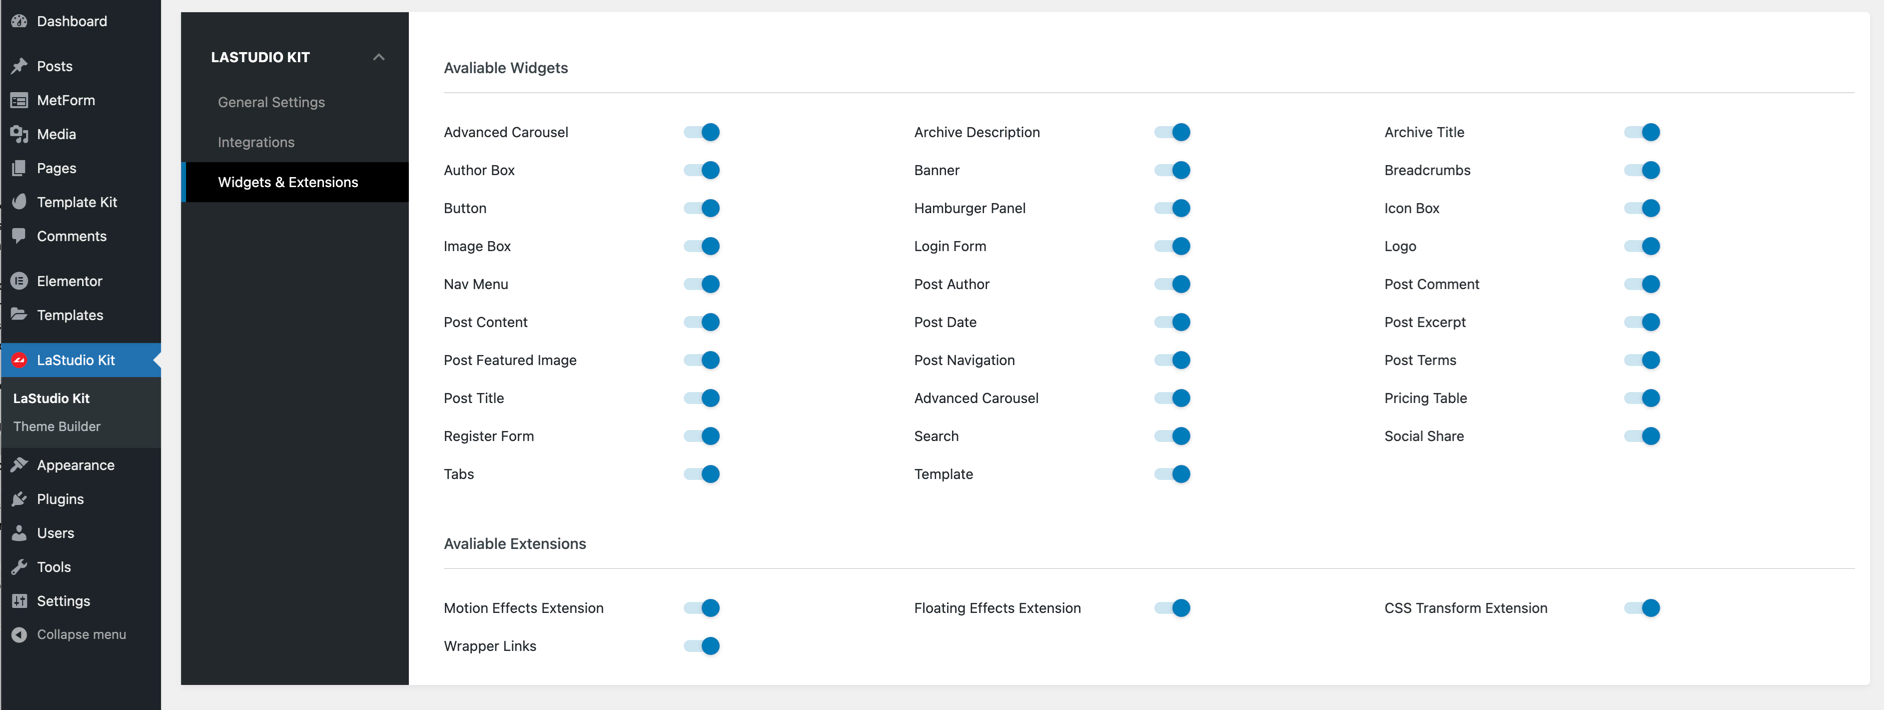 Dashboard
Posts
MetForm
Media
Pages
Template Kit
Comments
Elementor
Templates
LaStudio Kit
LaStudio Kit
Theme Builder
Appearance
Plugins
Users
Tools
Settings
Collapse menu
LASTUDIO KIT
General Settings
Integrations
Widgets & Extensions
Avaliable Widgets
Advanced Carousel
Archive Description
Archive Title
Author Box
Banner
Breadcrumbs
Button
Hamburger Panel
Icon Box
Image Box
Login Form
Logo
Nav Menu
Post Author
Post Comment
Post Content
Post Date
Post Excerpt
Post Featured Image
Post Navigation
Post Terms
Post Title
Advanced Carousel
Pricing Table
Register Form
Search
Social Share
Tabs
Template
Avaliable Extensions
Motion Effects Extension
Floating Effects Extension
CSS Transform Extension
Wrapper Links